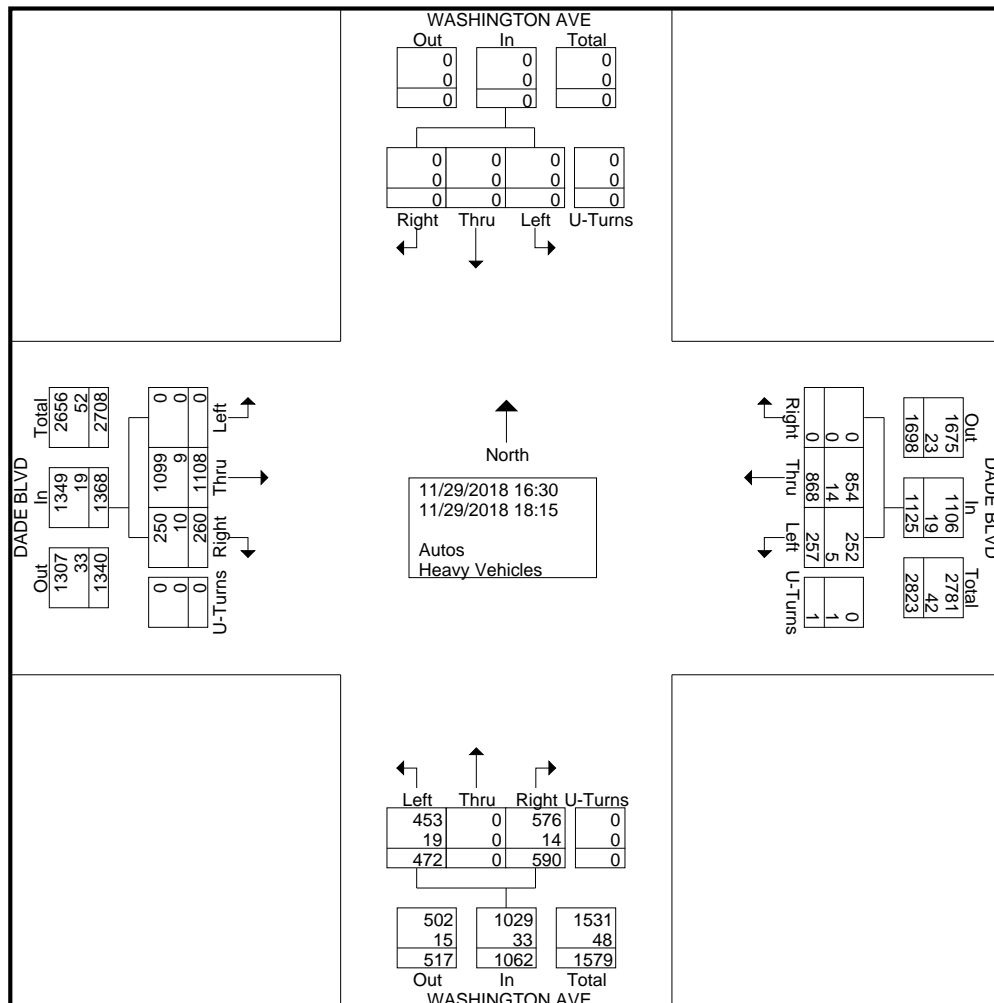 WASHINGTON AVE
Out In Total
0 0 0
0 0 0
0 0 0
0 0 0 0
0 0 0 0
0 0 0 0
Right Thru Left U-Turns
DADE BLVD
Total In Out
2656 1349 1307
52 19 33
2708 1368 1340
0 1099 250 0
0 9 10 0
0 1108 260 0
Left Thru Right U-Turns
North
11/29/2018 16:30
11/29/2018 18:15
Autos
Heavy Vehicles
Right Thru Left U-Turns
0 854 252 0
0 14 5 1
0 868 257 1
Out In Total
1675 1106 2781
23 19 42
1698 1125 2823
DADE BLVD
Left Thru Right U-Turns
453 0 576 0
19 0 14 0
472 0 590 0
502 1029 1531
15 33 48
517 1062 1579
Out In Total
WASHINGTON AVE